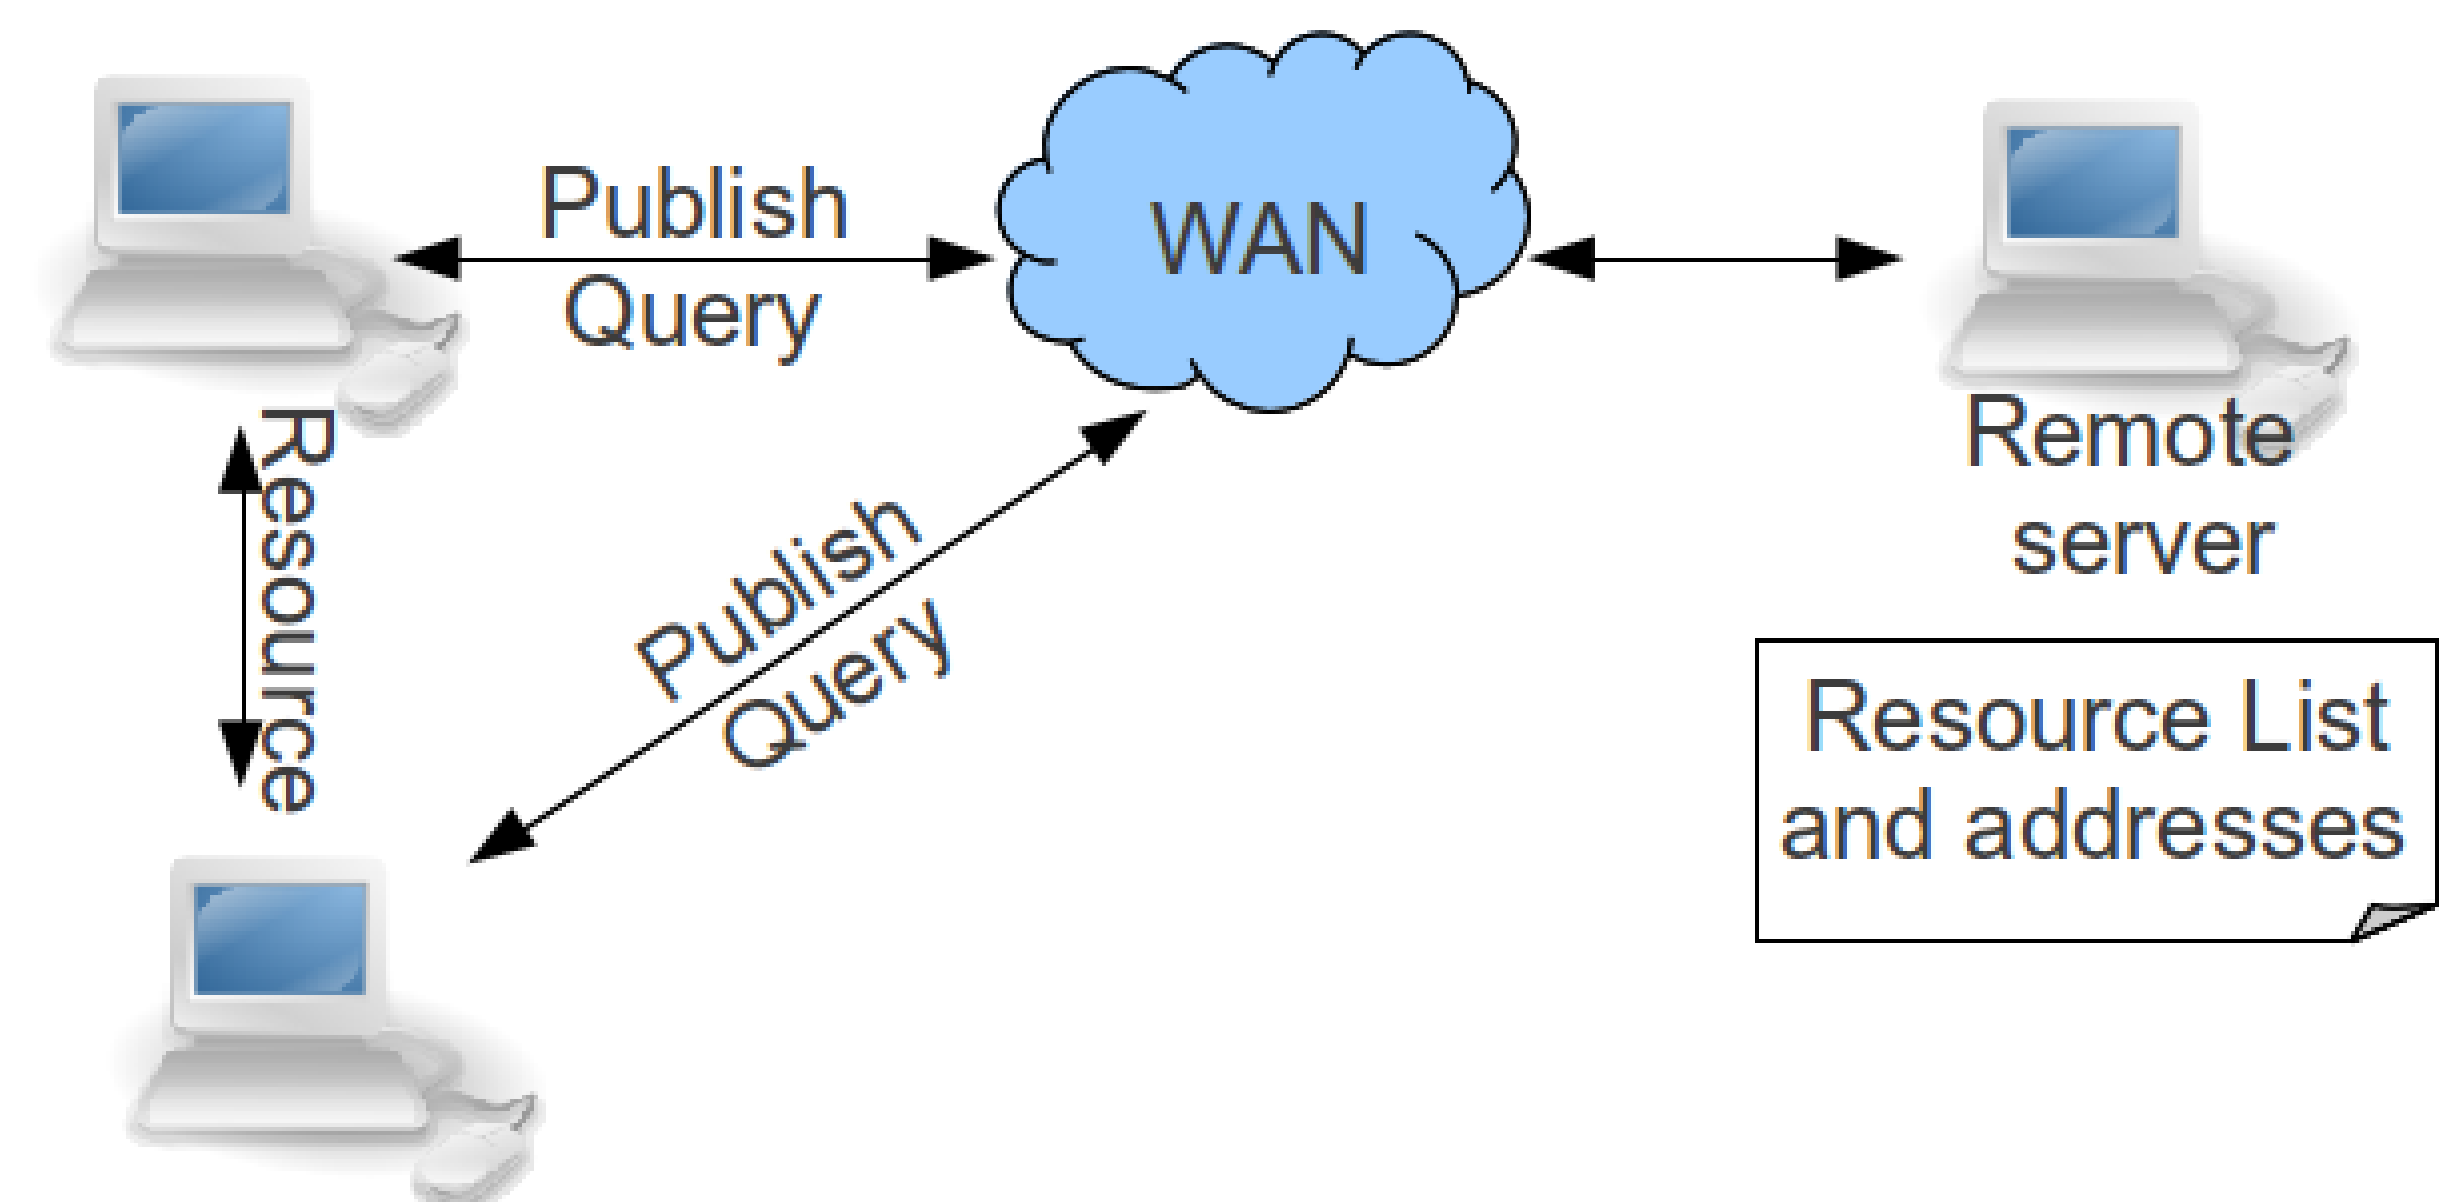 Publish
Query
WAN
Resource
Remote
server
Publish
Query
Resource List
and addresses